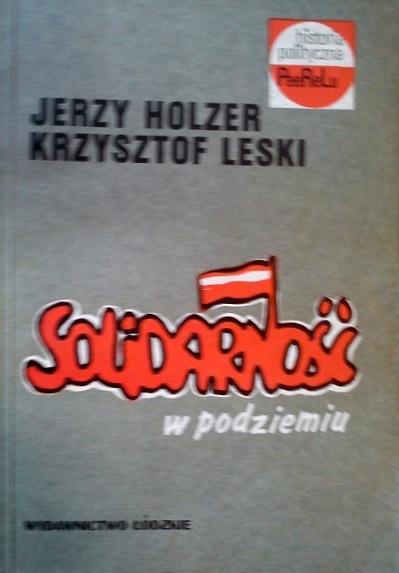 historia
polityczna
PeeReLu
JERZY HOLZER
KRZYSZTOF LESKI
SOLIDARNOŚĆ
w podziemiu
WYDAWNICTWO ŁÓDZKIE